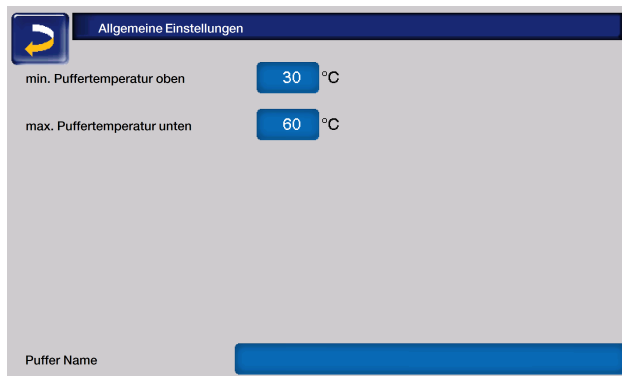 Allgemeine Einstellungen
min. Puffertemperatur oben 30 °C
max. Puffertemperatur unten 60 °C
Puffer Name